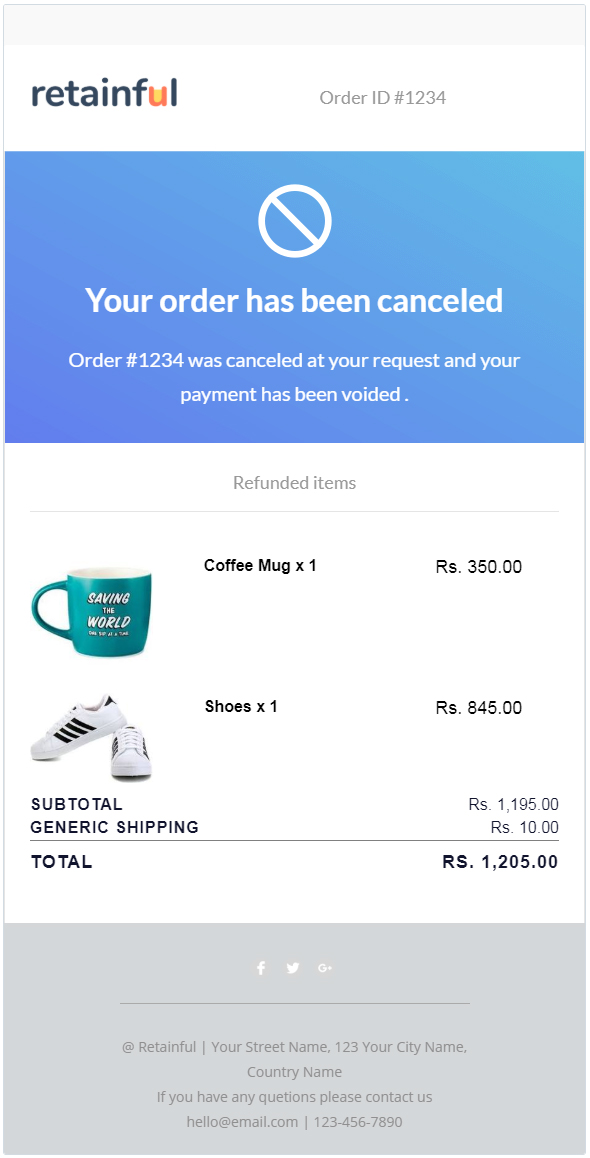 retainful
Order ID #1234
Your order has been canceled
Order #1234 was canceled at your request and your
payment has been voided .
Refunded items
Coffee Mug x 1
Rs. 350.00
SAVING
THE
WORLD
ONE CUP AT A TIME
Shoes x 1
Rs. 845.00
SUBTOTAL Rs. 1,195.00
GENERIC SHIPPING Rs. 10.00
TOTAL RS. 1,205.00
@ Retainful | Your Street Name, 123 Your City Name,
Country Name
If you have any quetions please contact us
hello@email.com | 123-456-7890